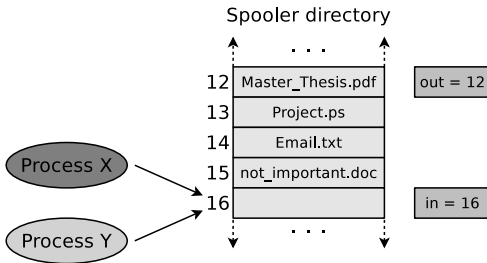 Spooler directory
. . .
12 Master_Thesis.pdf out = 12
13 Project.ps
14 Email.txt
Process X
15 not_important.doc
16 in = 16
Process Y
. . .